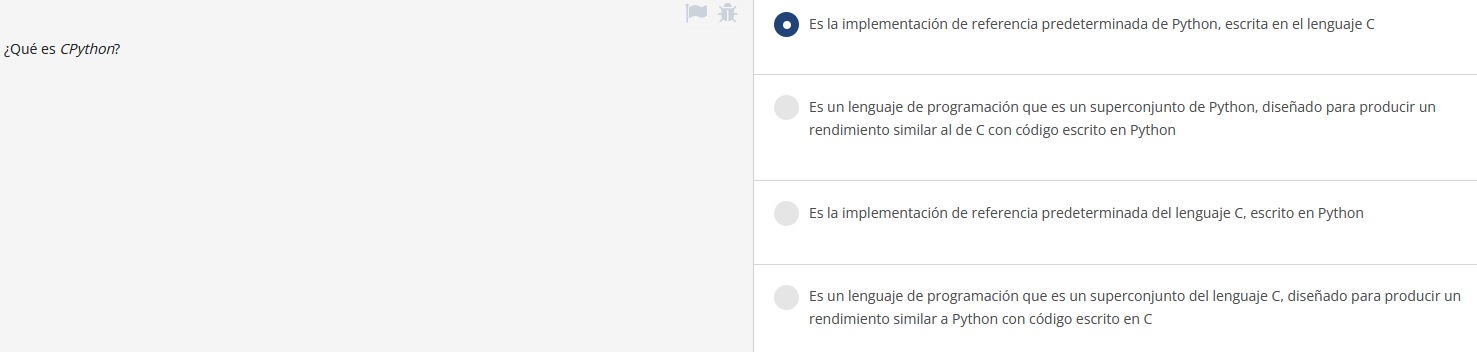 ¿Qué es CPython?
Es la implementación de referencia predeterminada de Python, escrita en el lenguaje C
Es un lenguaje de programación que es un superconjunto de Python, diseñado para producir un
rendimiento similar al de C con código escrito en Python
Es la implementación de referencia predeterminada del lenguaje C, escrito en Python
Es un lenguaje de programación que es un superconjunto del lenguaje C, diseñado para producir un
rendimiento similar a Python con código escrito en C